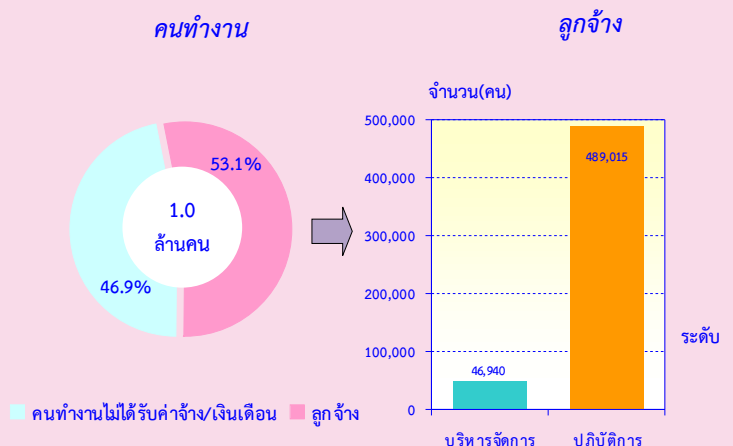 คนทำงาน
ลูกจ้าง
จำนวน(คน)
53.1%
1.0
ล้านคน
46.9%
500,000
400,000
300,000
200,000
100,000
0
489,015
46,940
ระดับ
บริหารจัดการ
ปฏิบัติการ
คนทำงานไม่ได้รับค่าจ้าง/เงินเดือน
ลูกจ้าง